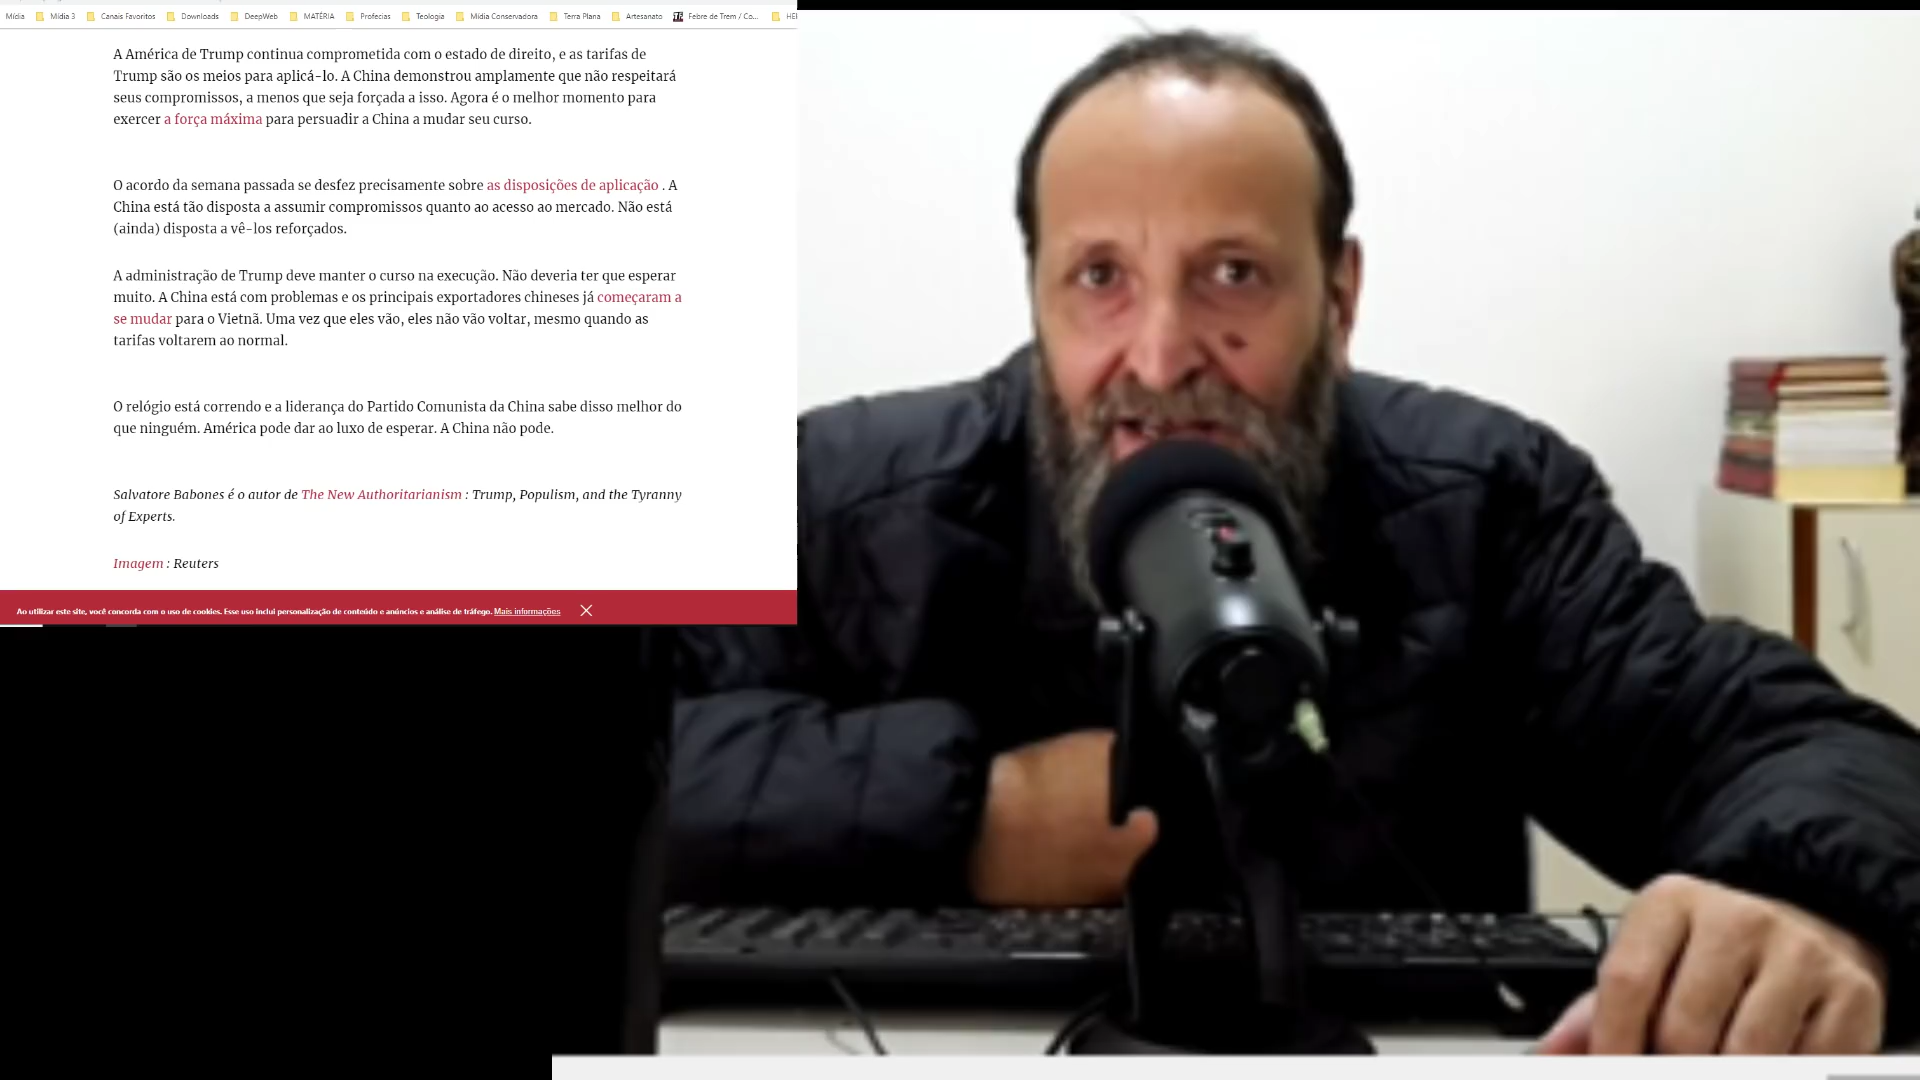 Mídia Mídia 3 Canais Favoritos Downloads DeepWeb MATÉRIA Profecias Teologia Mídia Conservadora Terra Plana Artesanato Febre de Trem / Co... HEI
A América de Trump continua comprometida com o estado de direito, e as tarifas de
Trump são os meios para aplicá-lo. A China demonstrou amplamente que não respeitará
seus compromissos, a menos que seja forçada a isso. Agora é o melhor momento para
exercer a força máxima para persuadir a China a mudar seu curso.
O acordo da semana passada se desfez precisamente sobre as disposições de aplicação . A
China está tão disposta a assumir compromissos quanto ao acesso ao mercado. Não está
(ainda) disposta a vê-los reforçados.
A administração de Trump deve manter o curso na execução. Não deveria ter que esperar
muito. A China está com problemas e os principais exportadores chineses já começaram a
se mudar para o Vietnã. Uma vez que eles vão, eles não vão voltar, mesmo quando as
tarifas voltarem ao normal.
O relógio está correndo e a liderança do Partido Comunista da China sabe disso melhor do
que ninguém. América pode dar ao luxo de esperar. A China não pode.
Salvatore Babones é o autor de The New Authoritarianism : Trump, Populism, and the Tyranny
of Experts.
Imagem : Reuters
Ao utilizar este site, você concorda com o uso de cookies. Esse uso inclui personalização de conteúdo e anúncios e análise de tráfego. Mais informações